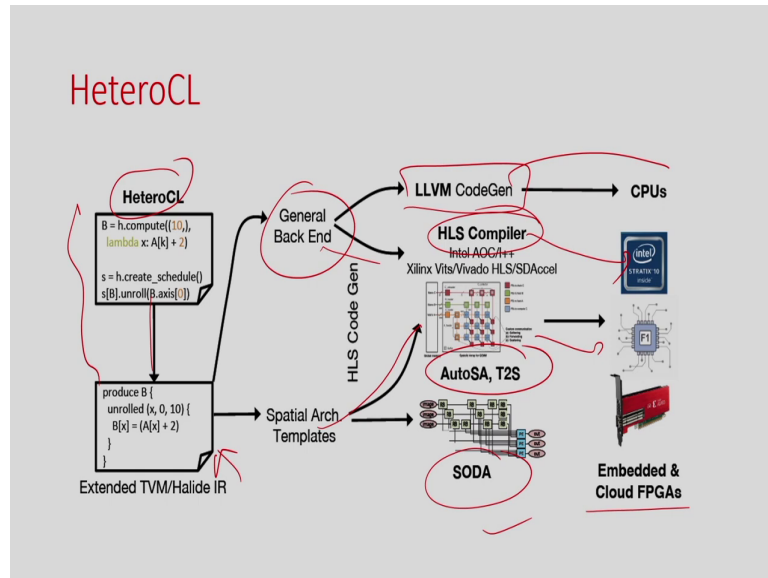 HeteroCL
HeteroCL
B = h.compute((10,),
lambda x: A[k] + 2)
s = h.create_schedule()
s[B].unroll(B.axis[0])
produce B {
unrolled (x, 0, 10) {
B[x] = (A[x] + 2)
}
}
Extended TVM/Halide IR
General
Back End
Spatial Arch.
Templates
HLS Code Gen
LLVM CodeGen
HLS Compiler
Intel AOC/I++
Xilinx Vits/Vivado HLS/SDAccel
AutoSA, T2S
SODA
CPUs
intel
STRATIX 10
inside
F1
Embedded &
Cloud FPGAs